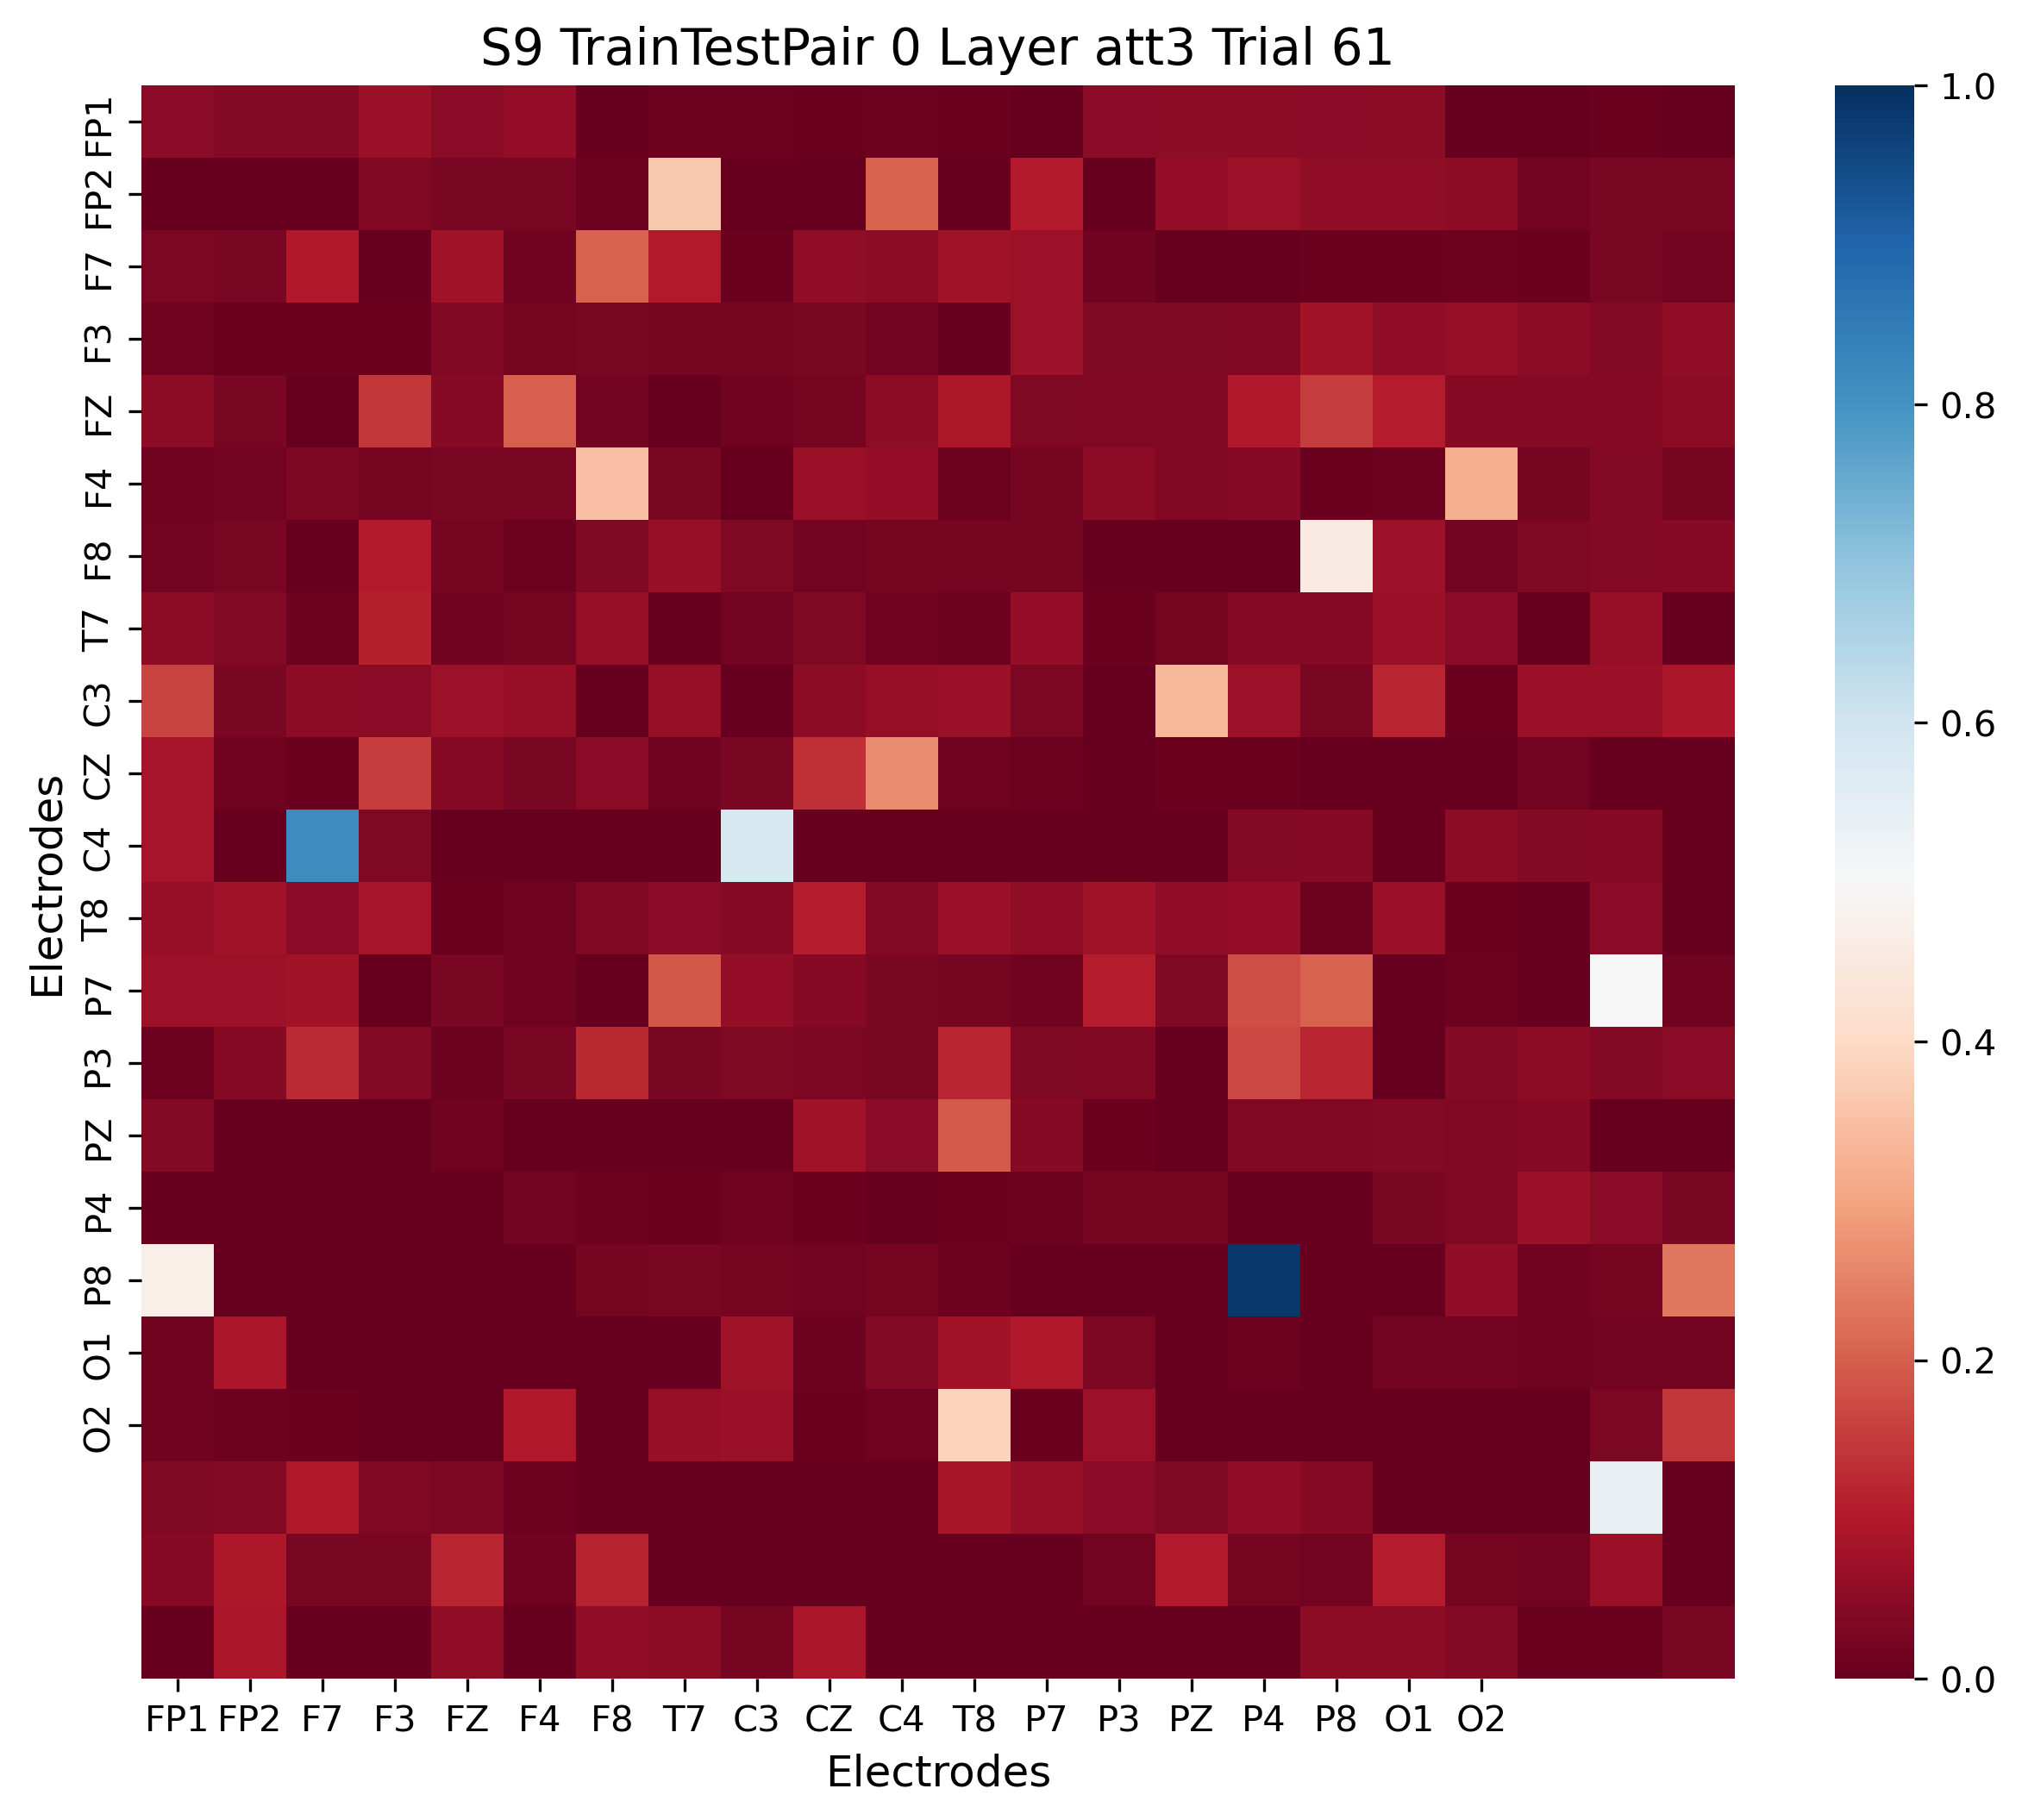 S9 TrainTestPair 0 Layer att3 Trial 61
Electrodes
FP1
FP2
F7
F3
FZ
F4
F8
T7
C3
CZ
C4
T8
P7
P3
PZ
P4
P8
O1
O2
FP1 FP2 F7 F3 FZ F4 F8 T7 C3 CZ C4 T8 P7 P3 PZ P4 P8 O1 O2
Electrodes
1.0
0.8
0.6
0.4
0.2
0.0